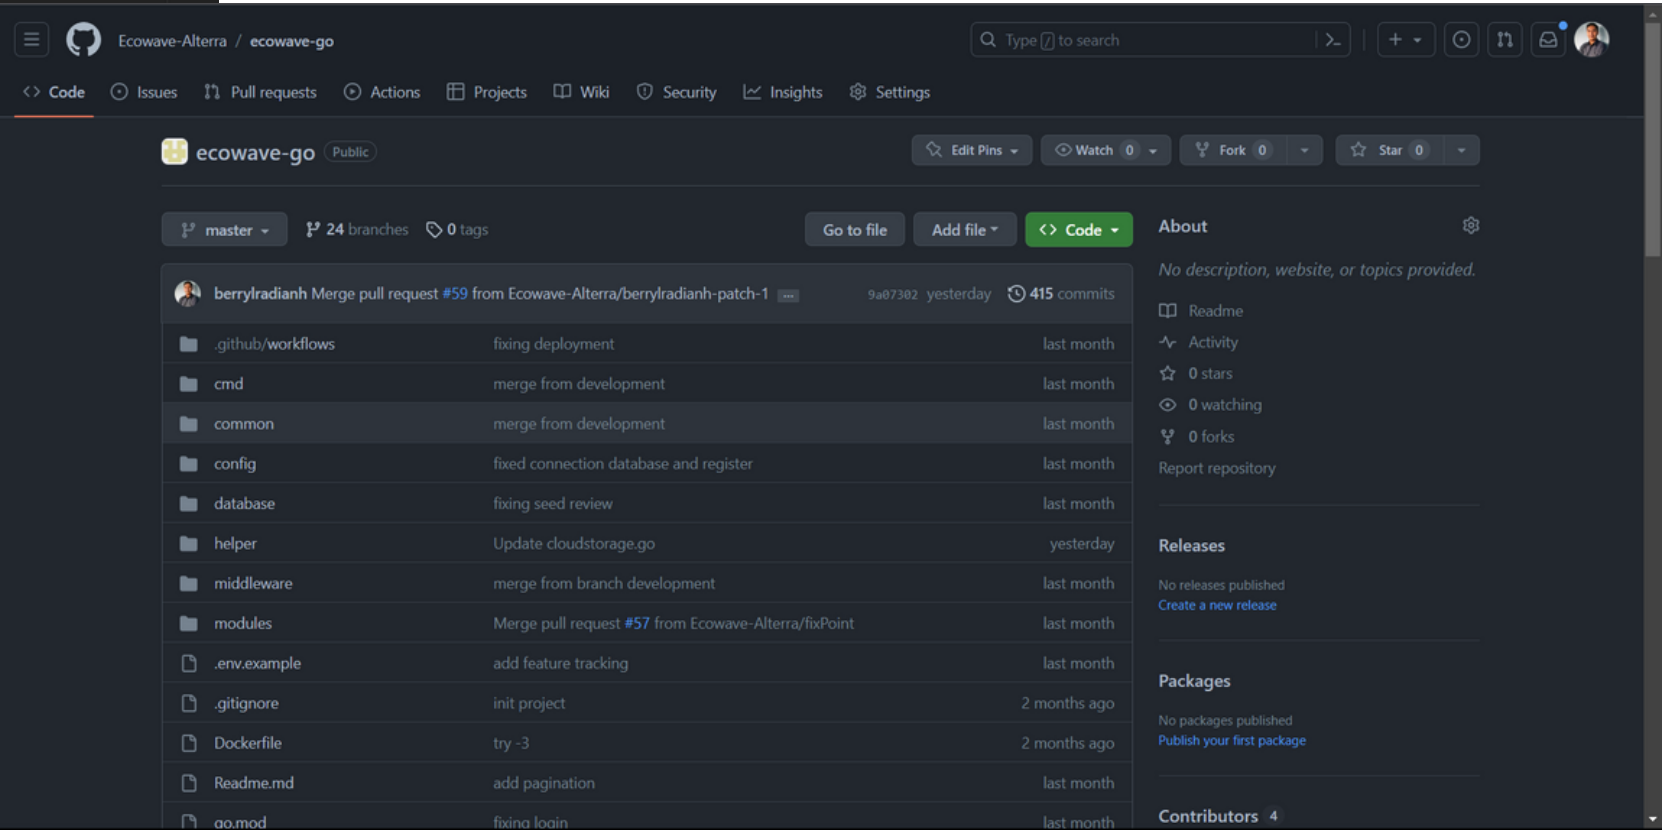 Ecowave-Alterra / ecowave-go
Type / to search
Code Issues Pull requests Actions Projects Wiki Security Insights Settings
ecowave-go Public
Edit Pins Watch 0 Fork 0 Star 0
master 24 branches 0 tags Go to file Add file <> Code
berrylradianh Merge pull request #59 from Ecowave-Alterra/berrylradianh-patch-1 ... 9a07302 yesterday 415 commits
.github/workflows fixing deployment last month
cmd merge from development last month
common merge from development last month
config fixed connection database and register last month
database fixing seed review last month
helper Update cloudstorage.go yesterday
middleware merge from branch development last month
modules Merge pull request #57 from Ecowave-Alterra/fixPoint last month
.env.example add feature tracking last month
.gitignore init project 2 months ago
Dockerfile try -3 2 months ago
Readme.md add pagination last month
go.mod fixing login last month
About
No description, website, or topics provided.
Readme
Activity
0 stars
0 watching
0 forks
Report repository
Releases
No releases published
Create a new release
Packages
No packages published
Publish your first package
Contributors 4